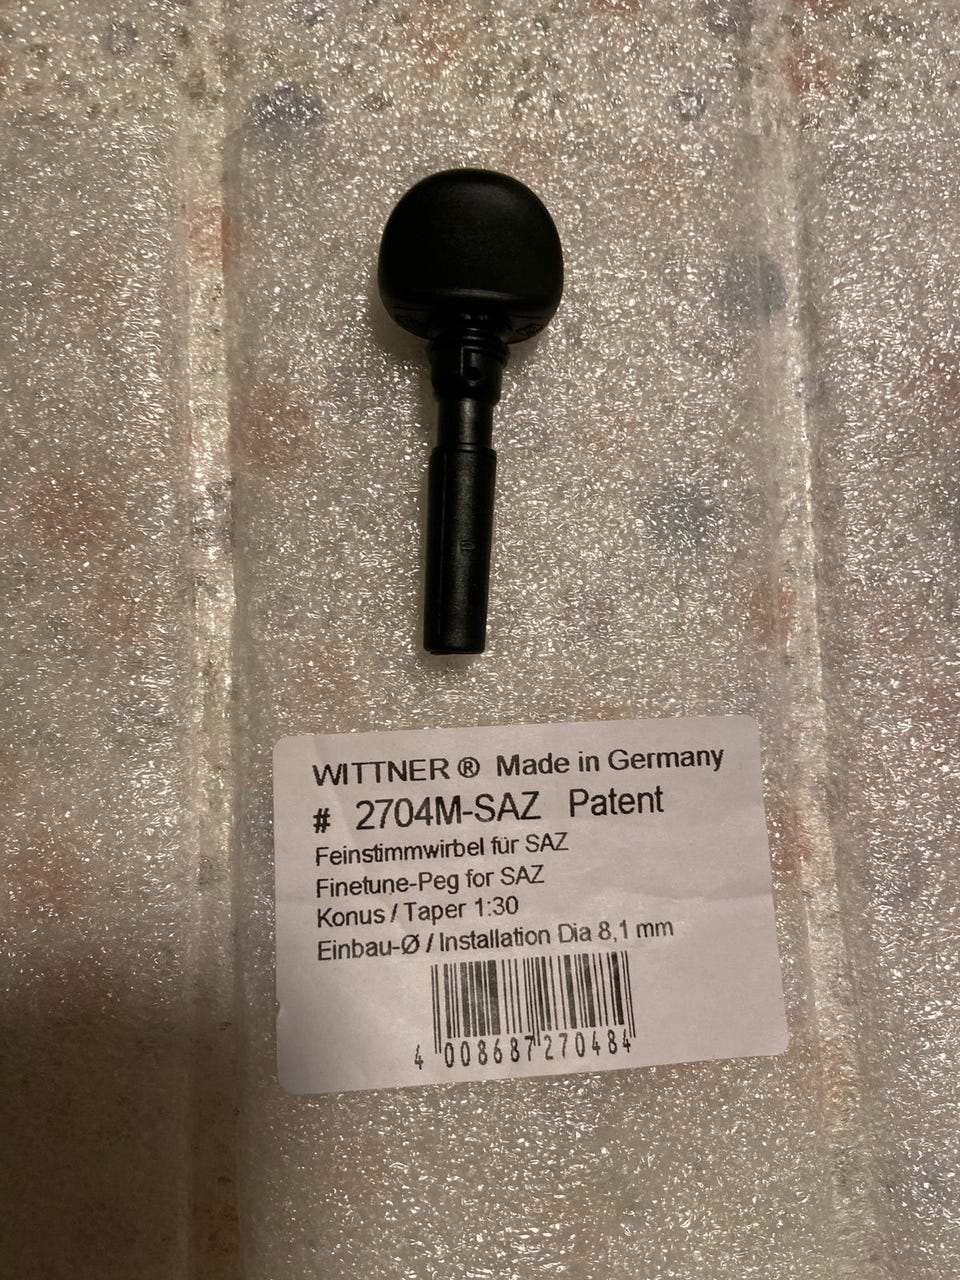 WITTNER ® Made in Germany
# 2704M-SAZ Patent
Feinstimmwirbel für SAZ
Finetune-Peg for SAZ
Konus / Taper 1:30
Einbau-Ø / Installation Dia 8,1 mm
4 008687 270484